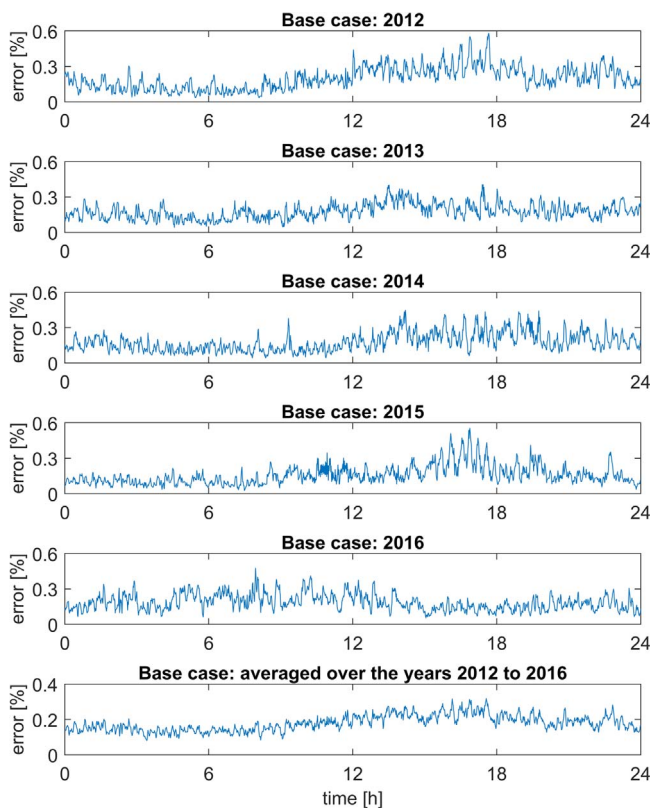 Base case: 2012
error [%]
0.6
0.3
0
0 6 12 18 24
Base case: 2013
error [%]
0.6
0.3
0
0 6 12 18 24
Base case: 2014
error [%]
0.6
0.3
0
0 6 12 18 24
Base case: 2015
error [%]
0.6
0.3
0
0 6 12 18 24
Base case: 2016
error [%]
0.6
0.3
0
0 6 12 18 24
Base case: averaged over the years 2012 to 2016
error [%]
0.4
0.2
0
0 6 12 18 24
time [h]